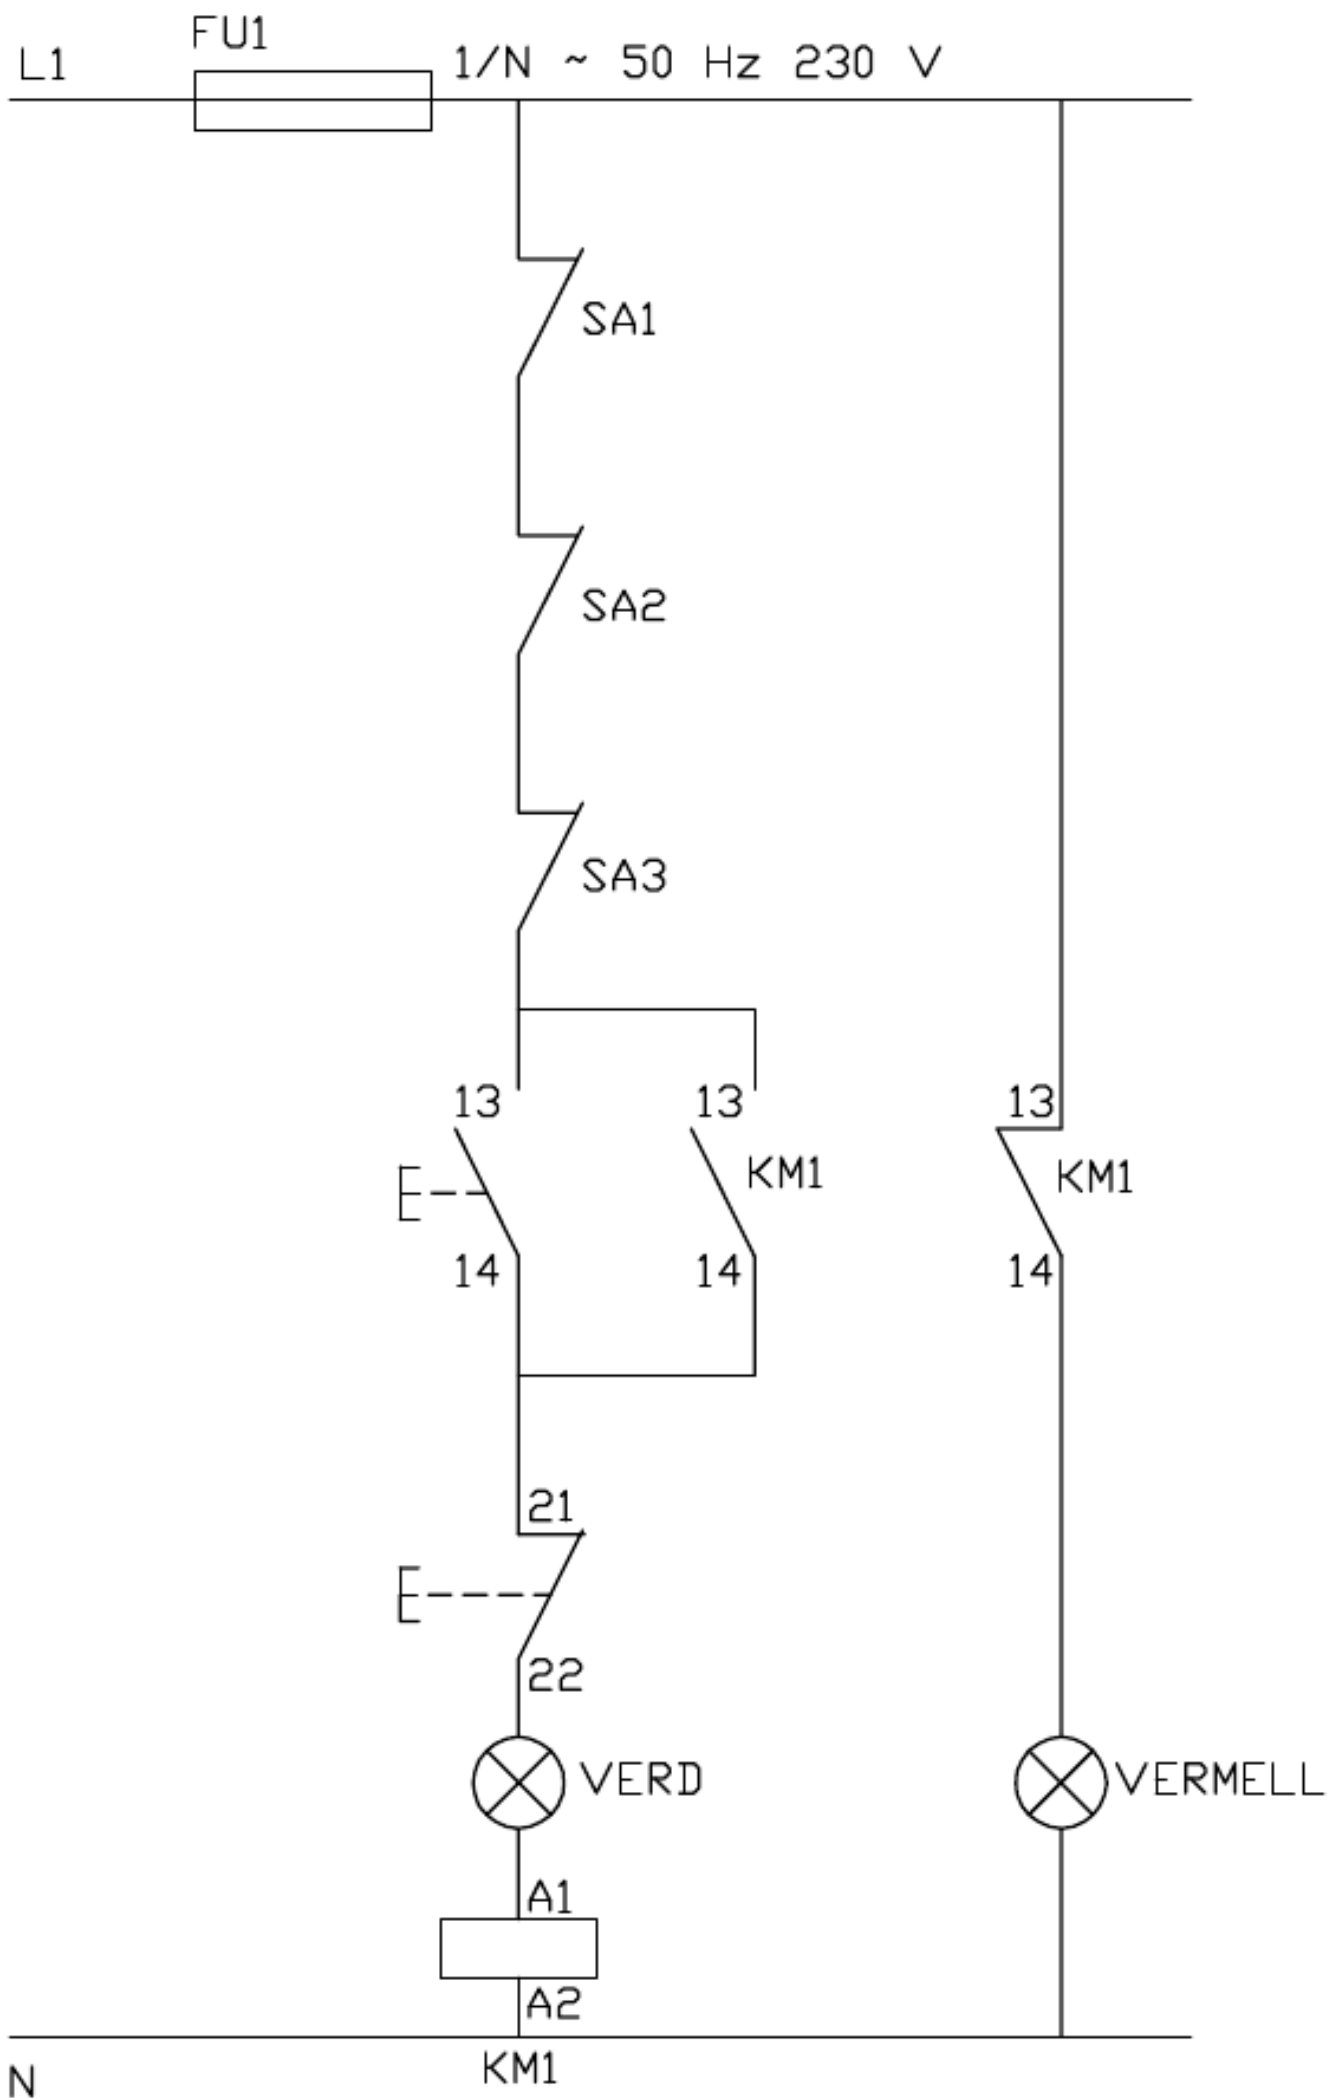 FU1
L1
1/N ~ 50 Hz 230 V
SA1
SA2
SA3
13 13 13
KM1 KM1
14 14 14
21
22
VERD VERMELL
A1
A2
KM1
N